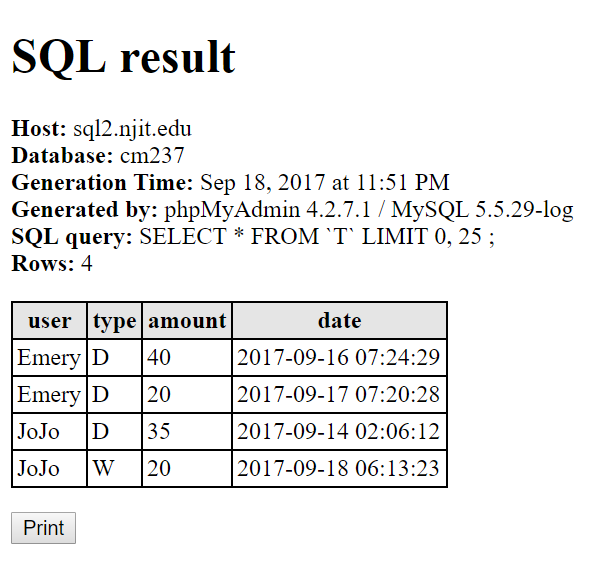 SQL result
Host: sql2.njit.edu
Database: cm237
Generation Time: Sep 18, 2017 at 11:51 PM
Generated by: phpMyAdmin 4.2.7.1 / MySQL 5.5.29-log
SQL query: SELECT * FROM `T` LIMIT 0, 25 ;
Rows: 4
user type amount date
Emery D 40 2017-09-16 07:24:29
Emery D 20 2017-09-17 07:20:28
JoJo D 35 2017-09-14 02:06:12
JoJo W 20 2017-09-18 06:13:23
Print